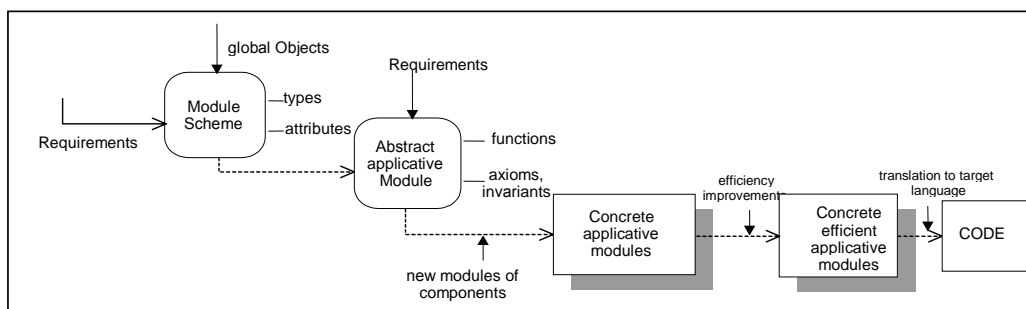 global Objects
Requirements
Module
Scheme
types
attributes
Requirements
Abstract
applicative
Module
functions
axioms,
invariants
new modules of
components
Concrete
applicative
modules
efficiency
improvements
Concrete
efficient
applicative
modules
translation to target
language
CODE